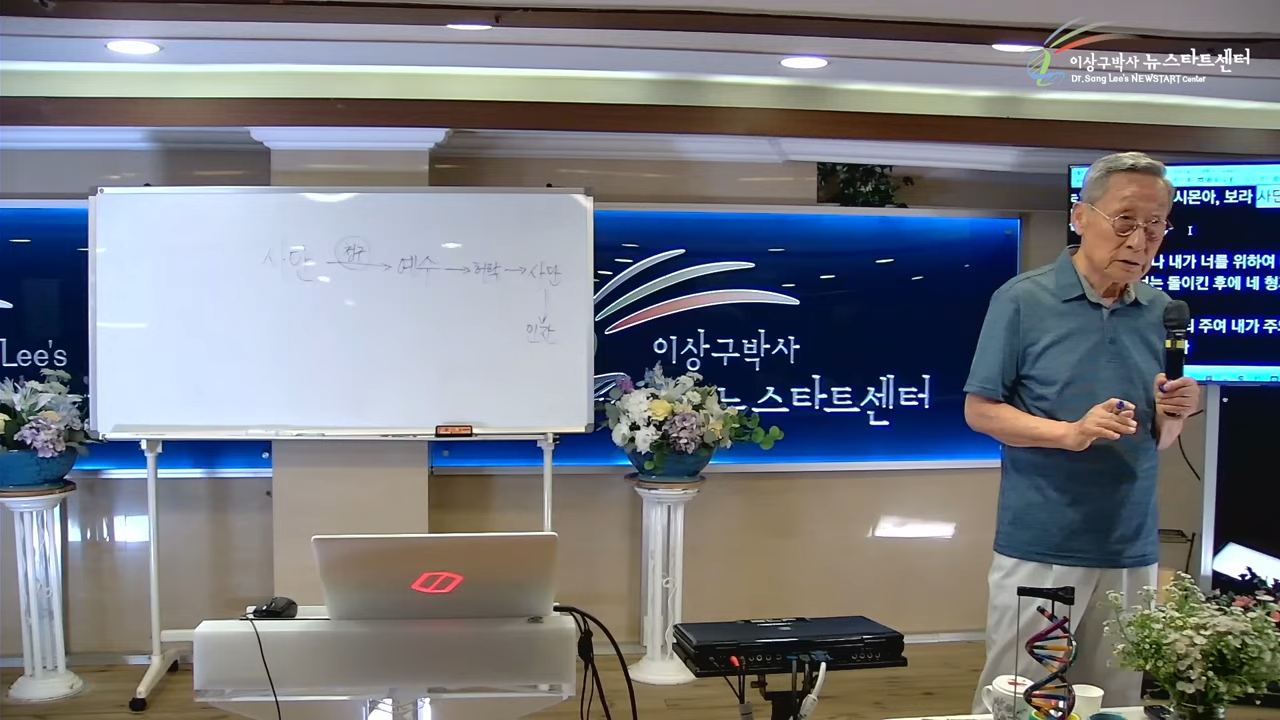 이상구박사 뉴스타트센터
Dr. Sang Lee's NEWSTART Center
시몬아, 보라 사단
내가 너를 위하여
는 돌이킨 후에 네 형
주여 내가 주
사단 → 예수 → 허락 → 사단
인간
Lee's
이상구박사
뉴스타트센터